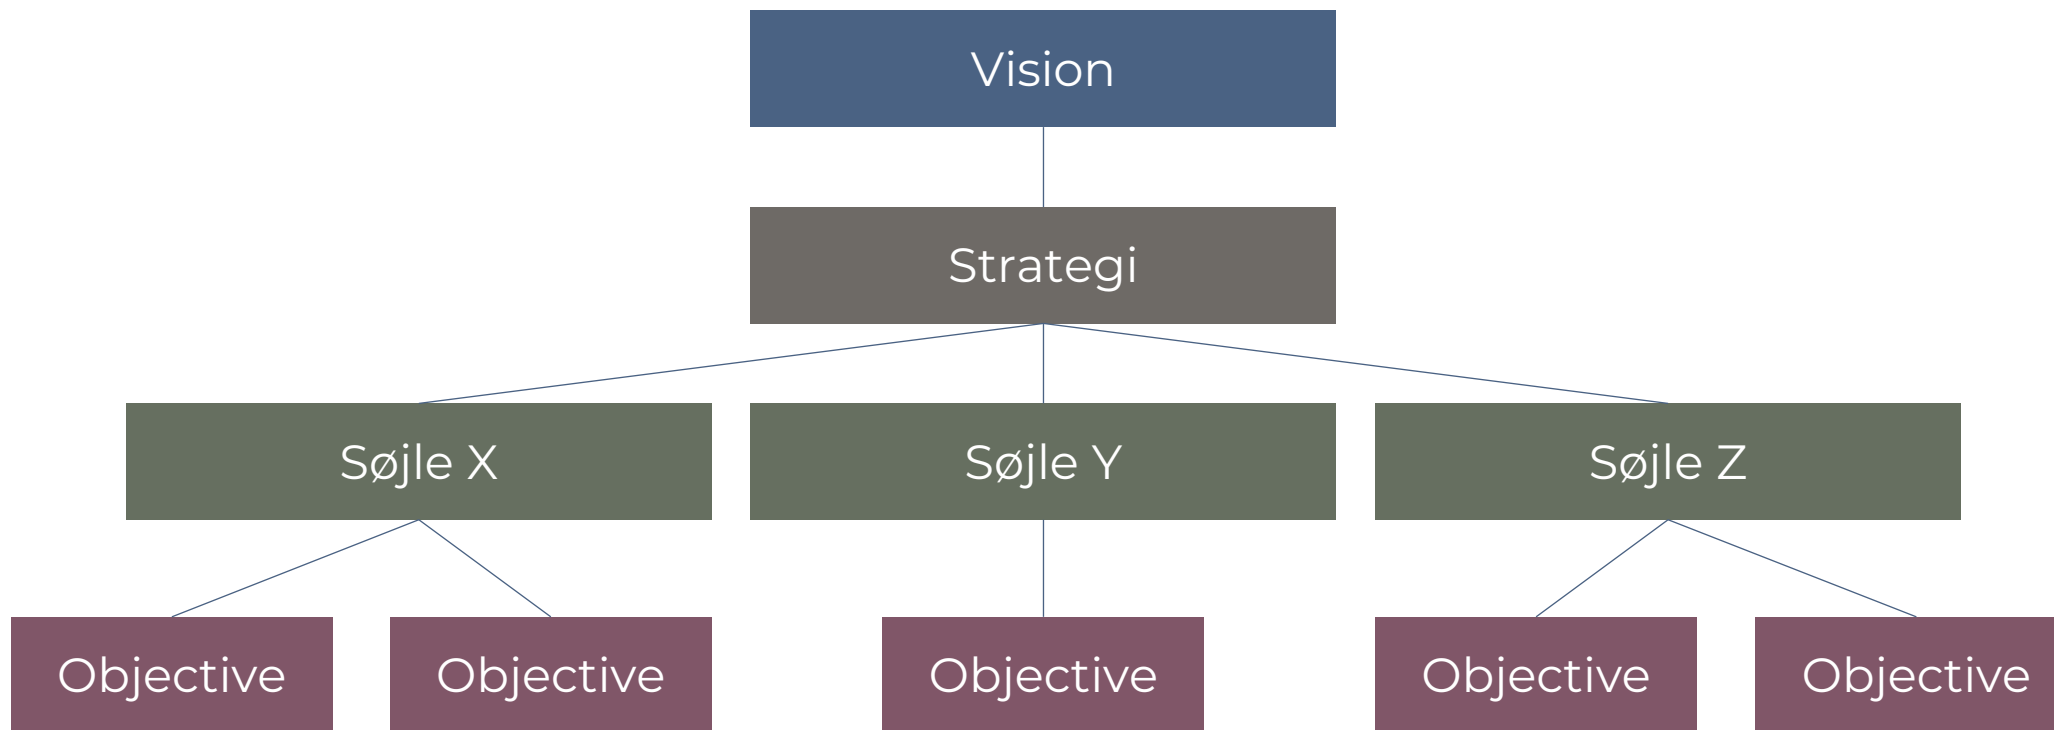 Vision
Strategi
Søjle X
Søjle Y
Søjle Z
Objective
Objective
Objective
Objective
Objective